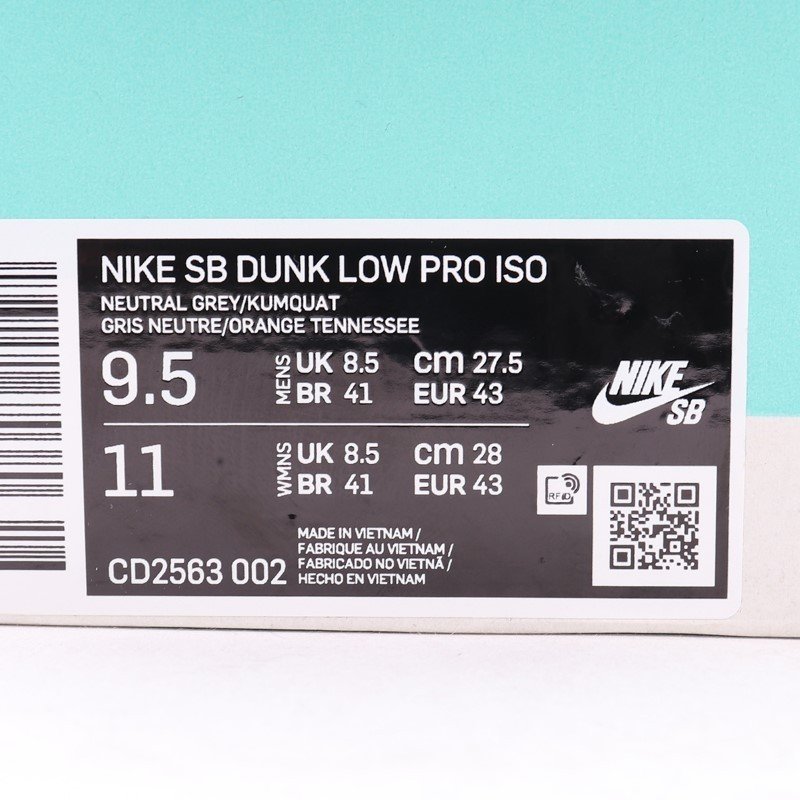 NIKE SB DUNK LOW PRO ISO
NEUTRAL GREY/KUMQUAT
GRIS NEUTRE/ORANGE TENNESSEE
9.5 MENS UK 8.5 cm 27.5
BR 41 EUR 43
11 WMNS UK 8.5 cm 28
BR 41 EUR 43
NIKE
SB
RFID
CD2563 002
MADE IN VIETNAM /
FABRIQUE AU VIETNAM /
FABRICADO NO VIETNÃ /
HECHO EN VIETNAM